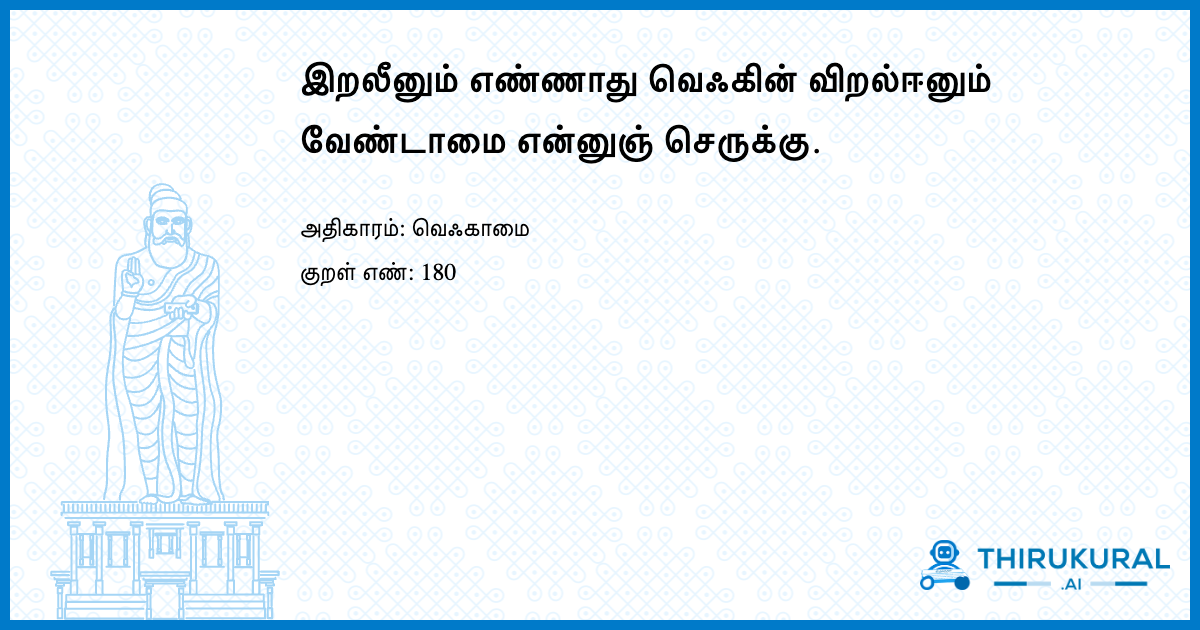 இறலீனும் எண்ணாது வெஃகின் விறல்ஈனும்
வேண்டாமை என்னுஞ் செருக்கு.
அதிகாரம்: வெஃகாமை
குறள் எண்: 180
THIRUKURAL
.AI